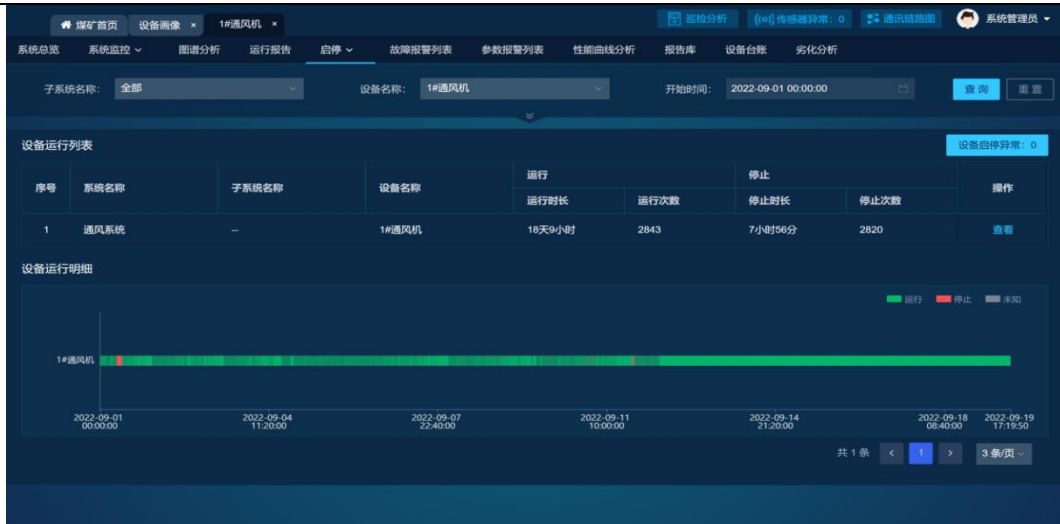 煤矿首页 设备画像 × 1#通风机 × 巡检分析 ((o))传感器异常：0 通讯链路图 系统管理员
系统总览 系统监控 图谱分析 运行报告 启停 故障报警列表 参数报警列表 性能曲线分析 报告库 设备台账 劣化分析
子系统名称： 全部 设备名称： 1#通风机 开始时间： 2022-09-01 00:00:00 查询 重置
设备运行列表 设备启停异常：0
序号 系统名称 子系统名称 设备名称 运行 停止 操作
运行时长 运行次数 停止时长 停止次数
1 通风系统 -- 1#通风机 18天9小时 2843 7小时56分 2820 查看
设备运行明细
运行 停止 未知
1#通风机
2022-09-01 2022-09-04 2022-09-07 2022-09-11 2022-09-14 2022-09-18 2022-09-19
00:00:00 11:20:00 22:40:00 10:00:00 21:20:00 08:40:00 17:19:50
共1条 < 1 > 3条/页